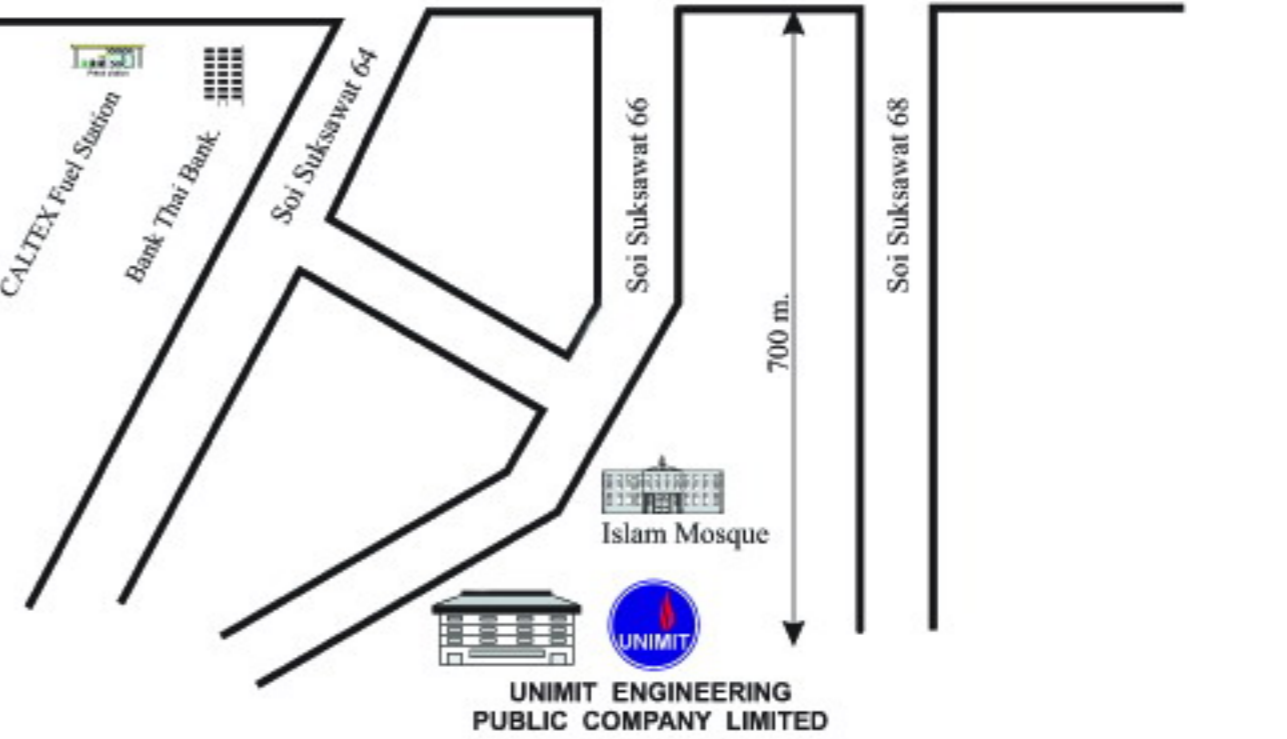 CALTEX Fuel Station
Bank Thai Bank.
Soi Suksawat 64
Soi Suksawat 66
700 m.
Soi Suksawat 68
Islam Mosque
UNIMIT
UNIMIT ENGINEERING
PUBLIC COMPANY LIMITED